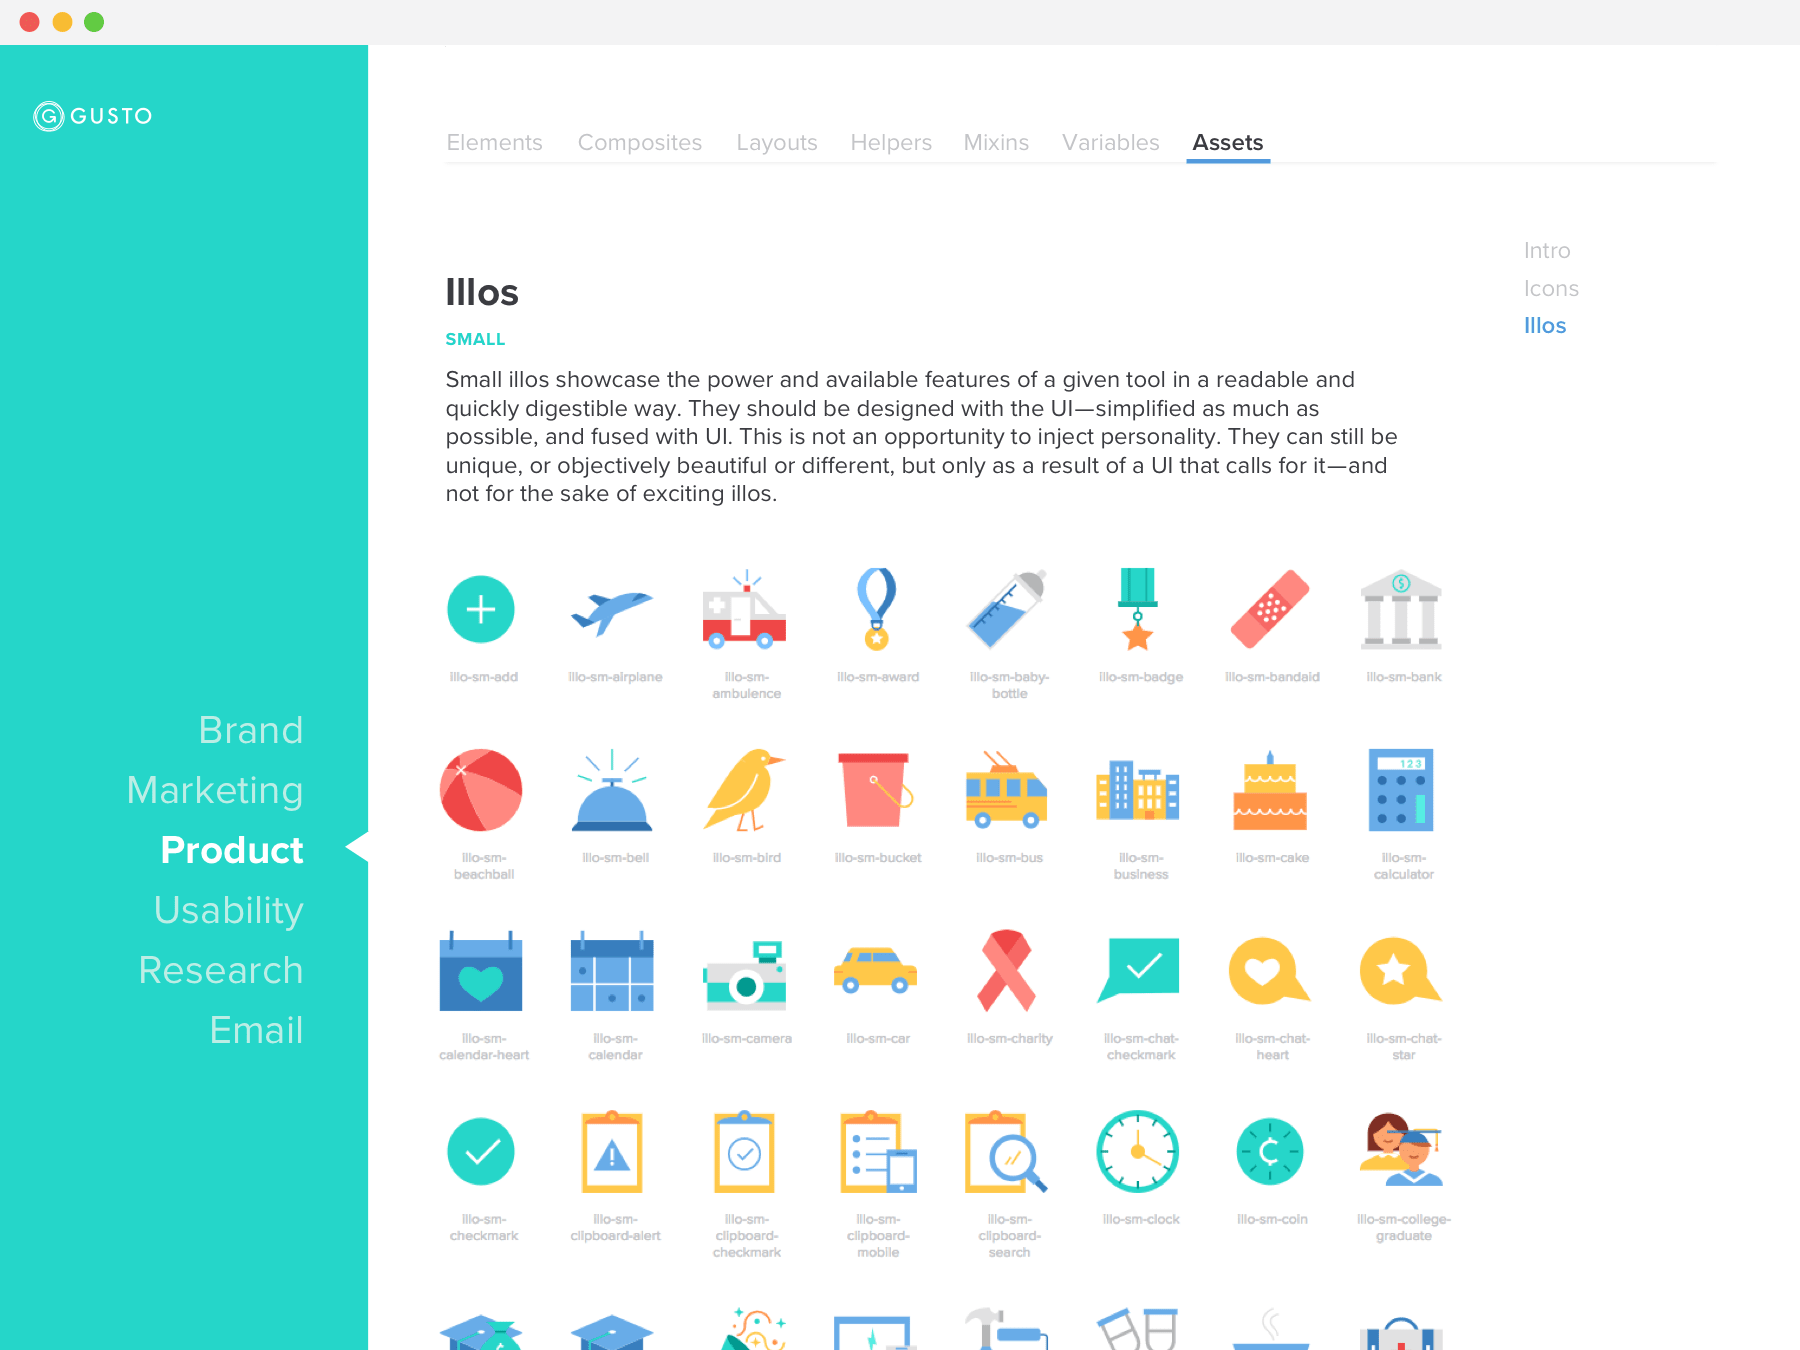 GUSTO
Elements Composites Layouts Helpers Mixins Variables Assets
Intro
Icons
Illos
Illos
SMALL
Small illos showcase the power and available features of a given tool in a readable and
quickly digestible way. They should be designed with the UI—simplified as much as
possible, and fused with UI. This is not an opportunity to inject personality. They can still be
unique, or objectively beautiful or different, but only as a result of a UI that calls for it—and
not for the sake of exciting illos.
Brand
Marketing
Product
Usability
Research
Email
illo-sm-add
illo-sm-airplane
illo-sm-
ambulence
illo-sm-award
illo-sm-baby-
bottle
illo-sm-badge
illo-sm-bandaid
illo-sm-bank
illo-sm-
beachball
illo-sm-bell
illo-sm-bird
illo-sm-bucket
illo-sm-bus
illo-sm-
business
illo-sm-cake
123
illo-sm-
calculator
illo-sm-
calendar-heart
illo-sm-
calendar
illo-sm-camera
illo-sm-car
illo-sm-charity
illo-sm-chat-
checkmark
illo-sm-chat-
heart
illo-sm-chat-
star
illo-sm-
checkmark
illo-sm-
clipboard-alert
illo-sm-
clipboard-
checkmark
illo-sm-
clipboard-
mobile
illo-sm-
clipboard-
search
illo-sm-clock
illo-sm-coin
illo-sm-college-
graduate